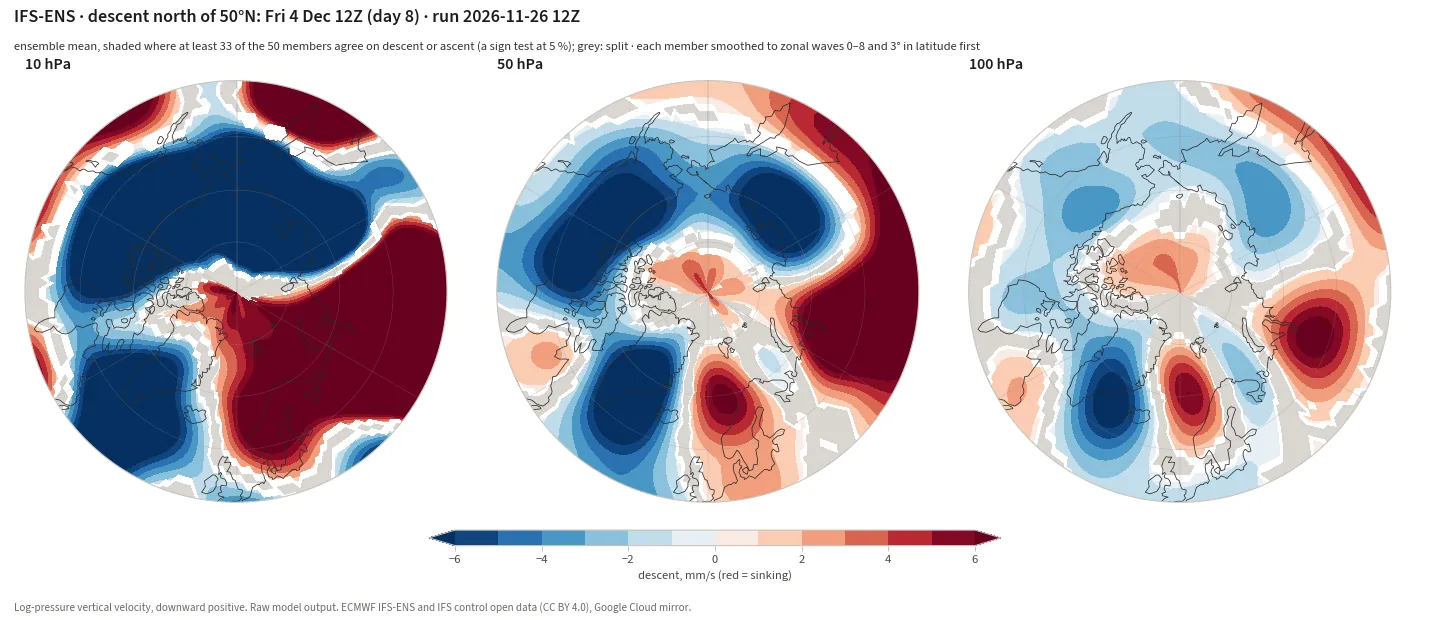 IFS-ENS · descent north of 50°N: Fri 4 Dec 12Z (day 8) · run 2026-11-26 12Z
ensemble mean, shaded where at least 33 of the 50 members agree on descent or ascent (a sign test at 5 %); grey: split · each member smoothed to zonal waves 0–8 and 3° in latitude first
10 hPa
50 hPa
100 hPa
−6 −4 −2 0 2 4 6
descent, mm/s (red = sinking)
Log-pressure vertical velocity, downward positive. Raw model output. ECMWF IFS-ENS and IFS control open data (CC BY 4.0), Google Cloud mirror.